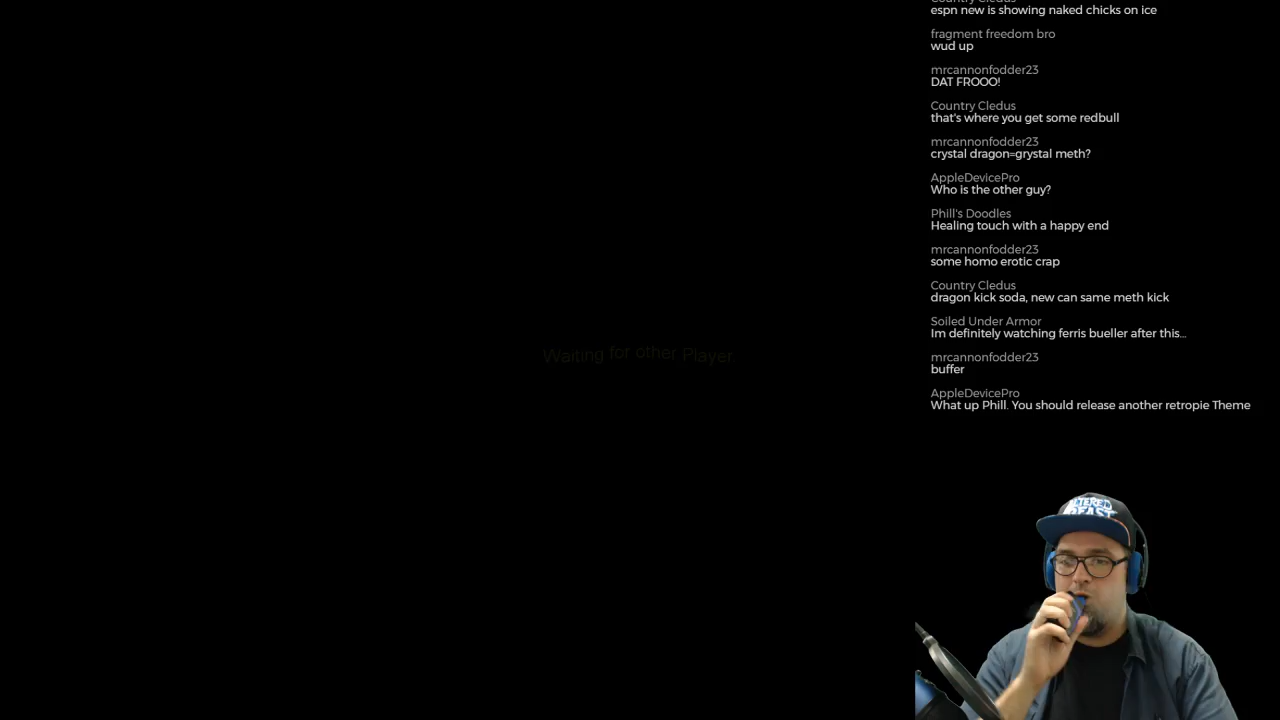 Country Cledus
espn new is showing naked chicks on ice
fragment freedom bro
wud up
mrcannonfodder23
DAT FROOO!
Country Cledus
that's where you get some redbull
mrcannonfodder23
crystal dragon=grystal meth?
AppleDevicePro
Who is the other guy?
Phill's Doodles
Healing touch with a happy end
mrcannonfodder23
some homo erotic crap
Country Cledus
dragon kick soda, new can same meth kick
Soiled Under Armor
Im definitely watching ferris bueller after this...
mrcannonfodder23
buffer
AppleDevicePro
What up Phill. You should release another retropie Theme
Waiting for other Player.
ALTERED
BEAST